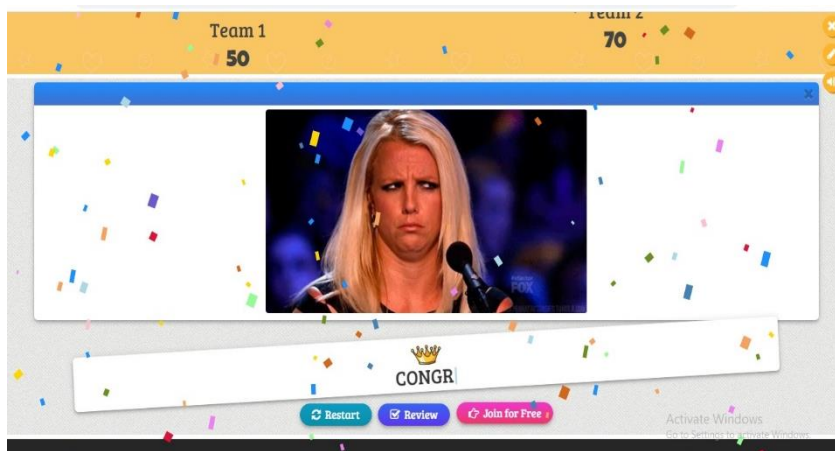 Team 1
50
Team 2
70
FOX
CONGR
Restart
Review
Join for Free
Activate Windows
Go to Settings to activate Windows.